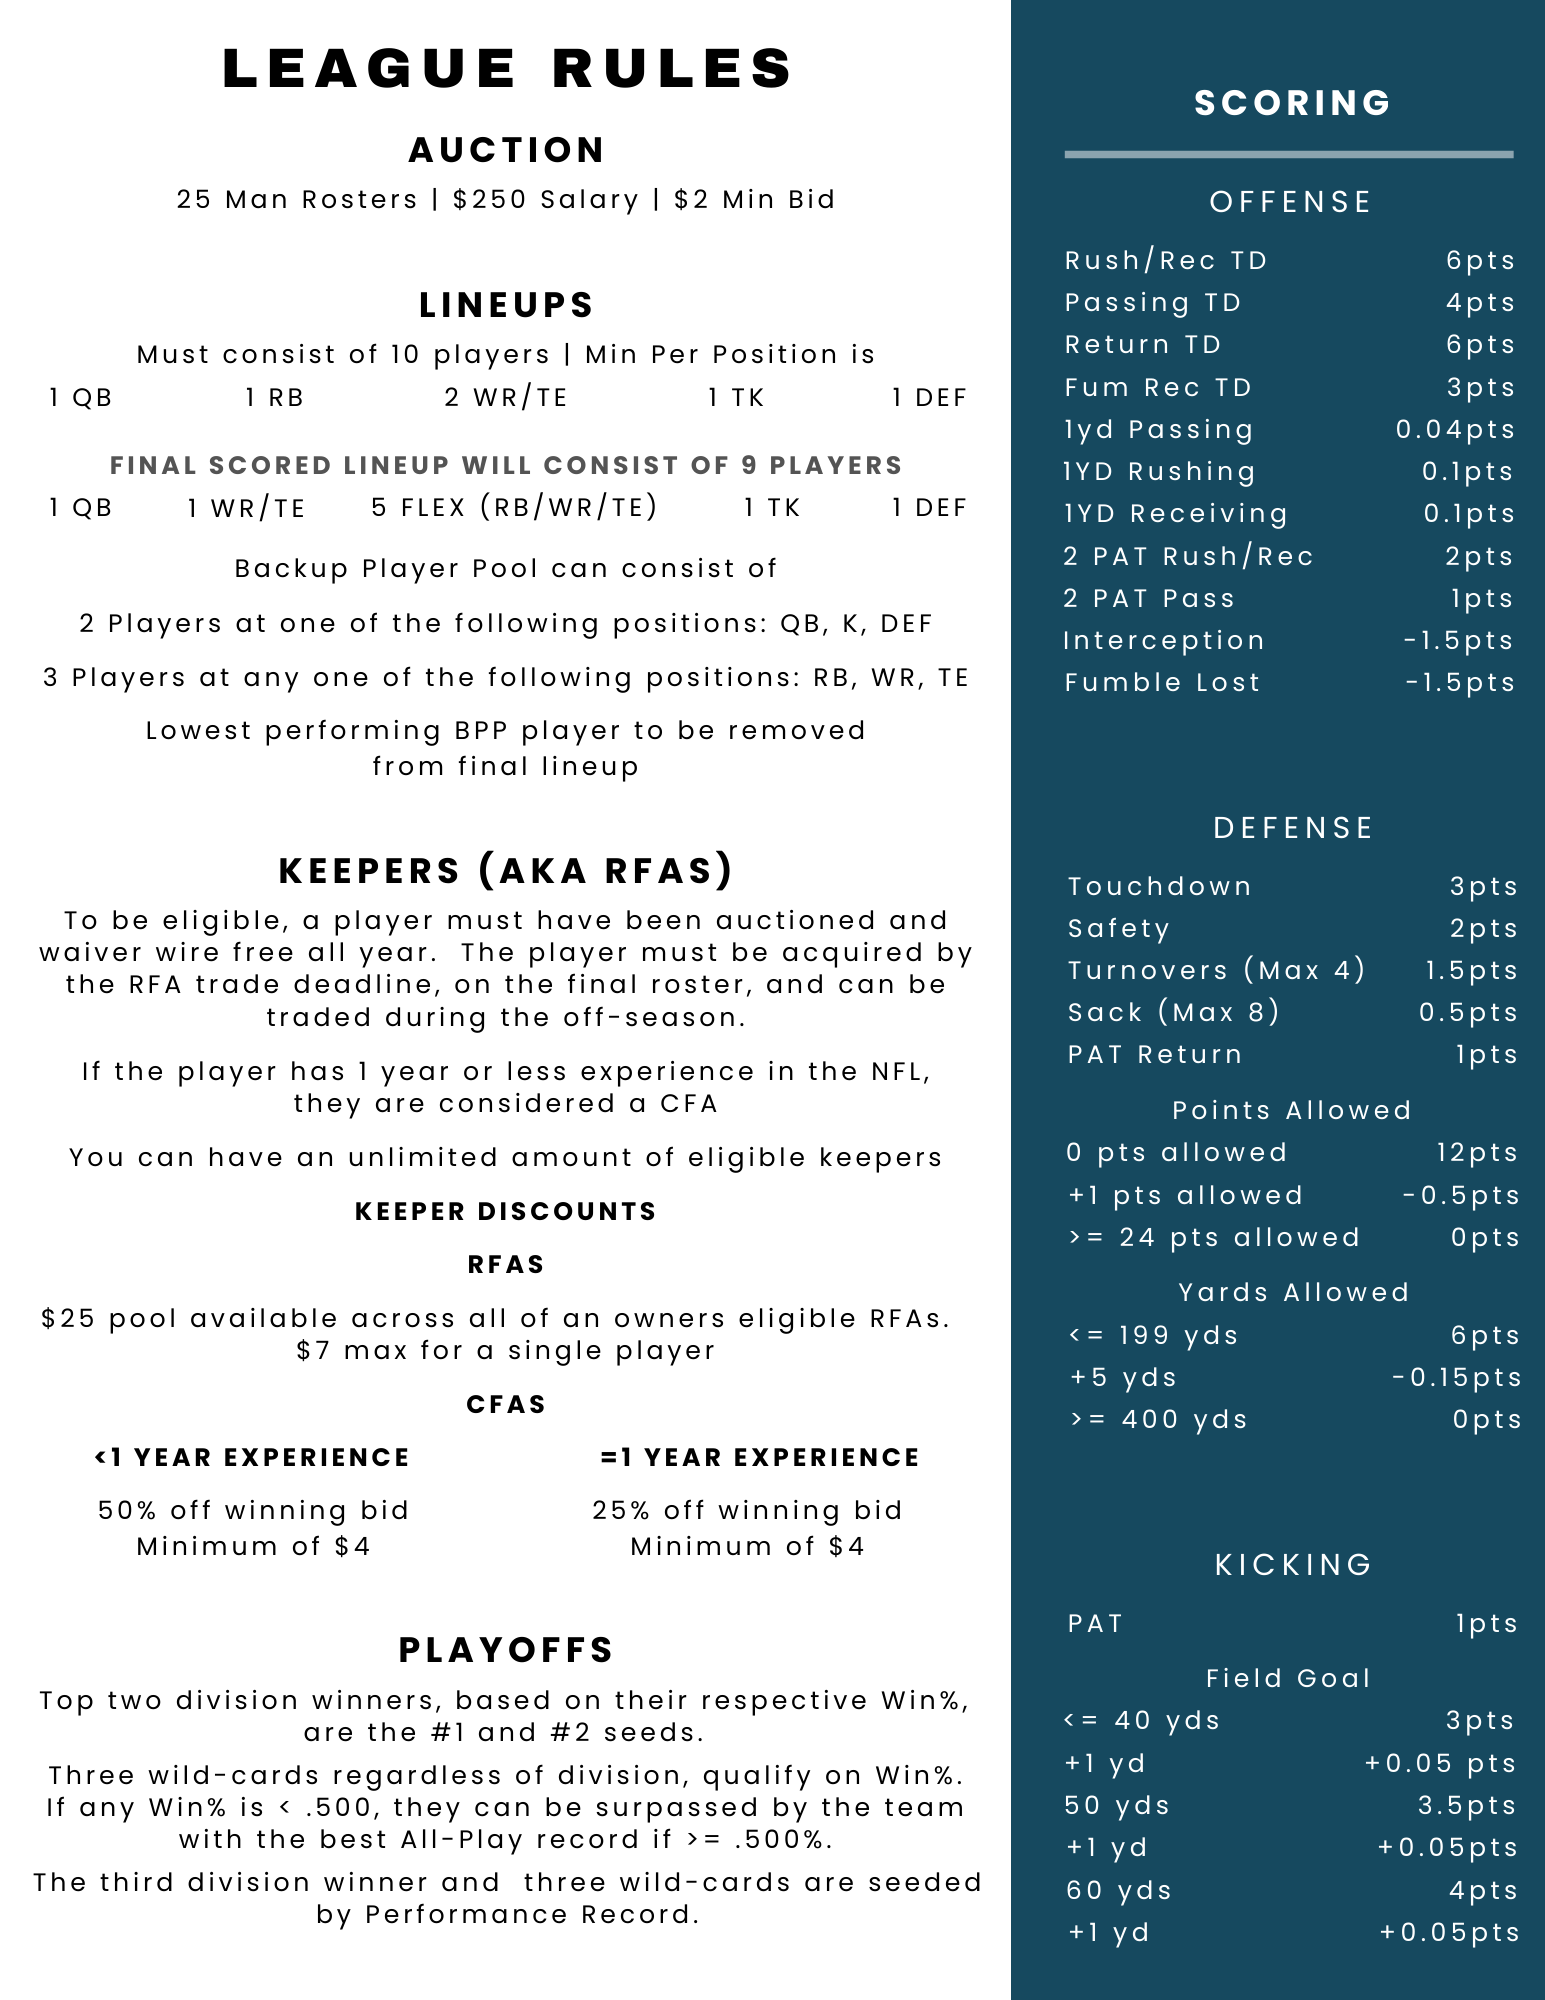 LEAGUE RULES
AUCTION
25 Man Rosters | $250 Salary | $2 Min Bid
LINEUPS
Must consist of 10 players | Min Per Position is
1 QB 1 RB 2 WR/TE 1 TK 1 DEF
FINAL SCORED LINEUP WILL CONSIST OF 9 PLAYERS
1 QB 1 WR/TE 5 FLEX (RB/WR/TE) 1 TK 1 DEF
Backup Player Pool can consist of
2 Players at one of the following positions: QB, K, DEF
3 Players at any one of the following positions: RB, WR, TE
Lowest performing BPP player to be removed
from final lineup
KEEPERS (AKA RFAS)
To be eligible, a player must have been auctioned and
waiver wire free all year. The player must be acquired by
the RFA trade deadline, on the final roster, and can be
traded during the off-season.
If the player has 1 year or less experience in the NFL,
they are considered a CFA
You can have an unlimited amount of eligible keepers
KEEPER DISCOUNTS
RFAS
$25 pool available across all of an owners eligible RFAs.
$7 max for a single player
CFAS
<1 YEAR EXPERIENCE =1 YEAR EXPERIENCE
50% off winning bid 25% off winning bid
Minimum of $4 Minimum of $4
PLAYOFFS
Top two division winners, based on their respective Win%,
are the #1 and #2 seeds.
Three wild-cards regardless of division, qualify on Win%.
If any Win% is < .500, they can be surpassed by the team
with the best All-Play record if >= .500%.
The third division winner and three wild-cards are seeded
by Performance Record.
SCORING
OFFENSE
Rush/Rec TD 6pts
Passing TD 4pts
Return TD 6pts
Fum Rec TD 3pts
1yd Passing 0.04pts
1YD Rushing 0.1pts
1YD Receiving 0.1pts
2 PAT Rush/Rec 2pts
2 PAT Pass 1pts
Interception -1.5pts
Fumble Lost -1.5pts
DEFENSE
Touchdown 3pts
Safety 2pts
Turnovers (Max 4) 1.5pts
Sack (Max 8) 0.5pts
PAT Return 1pts
Points Allowed
0 pts allowed 12pts
+1 pts allowed -0.5pts
>= 24 pts allowed 0pts
Yards Allowed
<= 199 yds 6pts
+5 yds -0.15pts
>= 400 yds 0pts
KICKING
PAT 1pts
Field Goal
<= 40 yds 3pts
+1 yd +0.05 pts
50 yds 3.5pts
+1 yd +0.05pts
60 yds 4pts
+1 yd +0.05pts